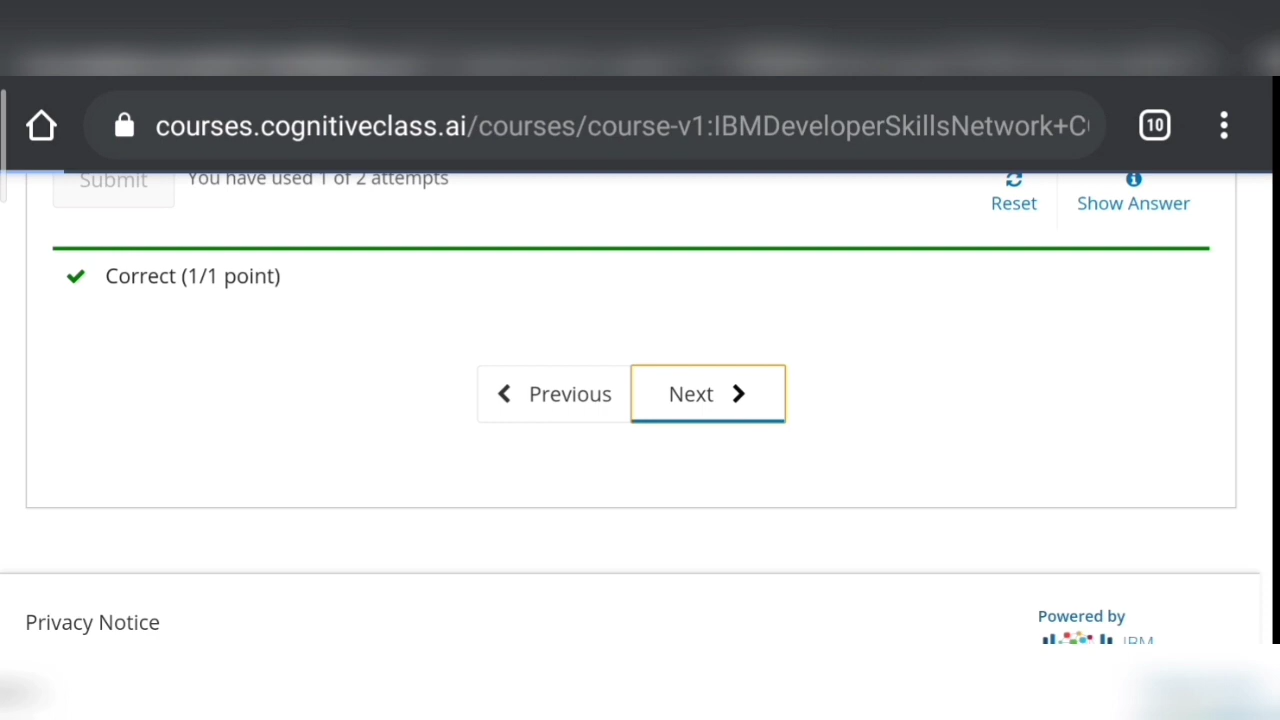 courses.cognitiveclass.ai/courses/course-v1:IBMDeveloperSkillsNetwork+C
10
Submit You have used 1 of 2 attempts
Reset Show Answer
Correct (1/1 point)
Previous Next
Privacy Notice
Powered by
IBM